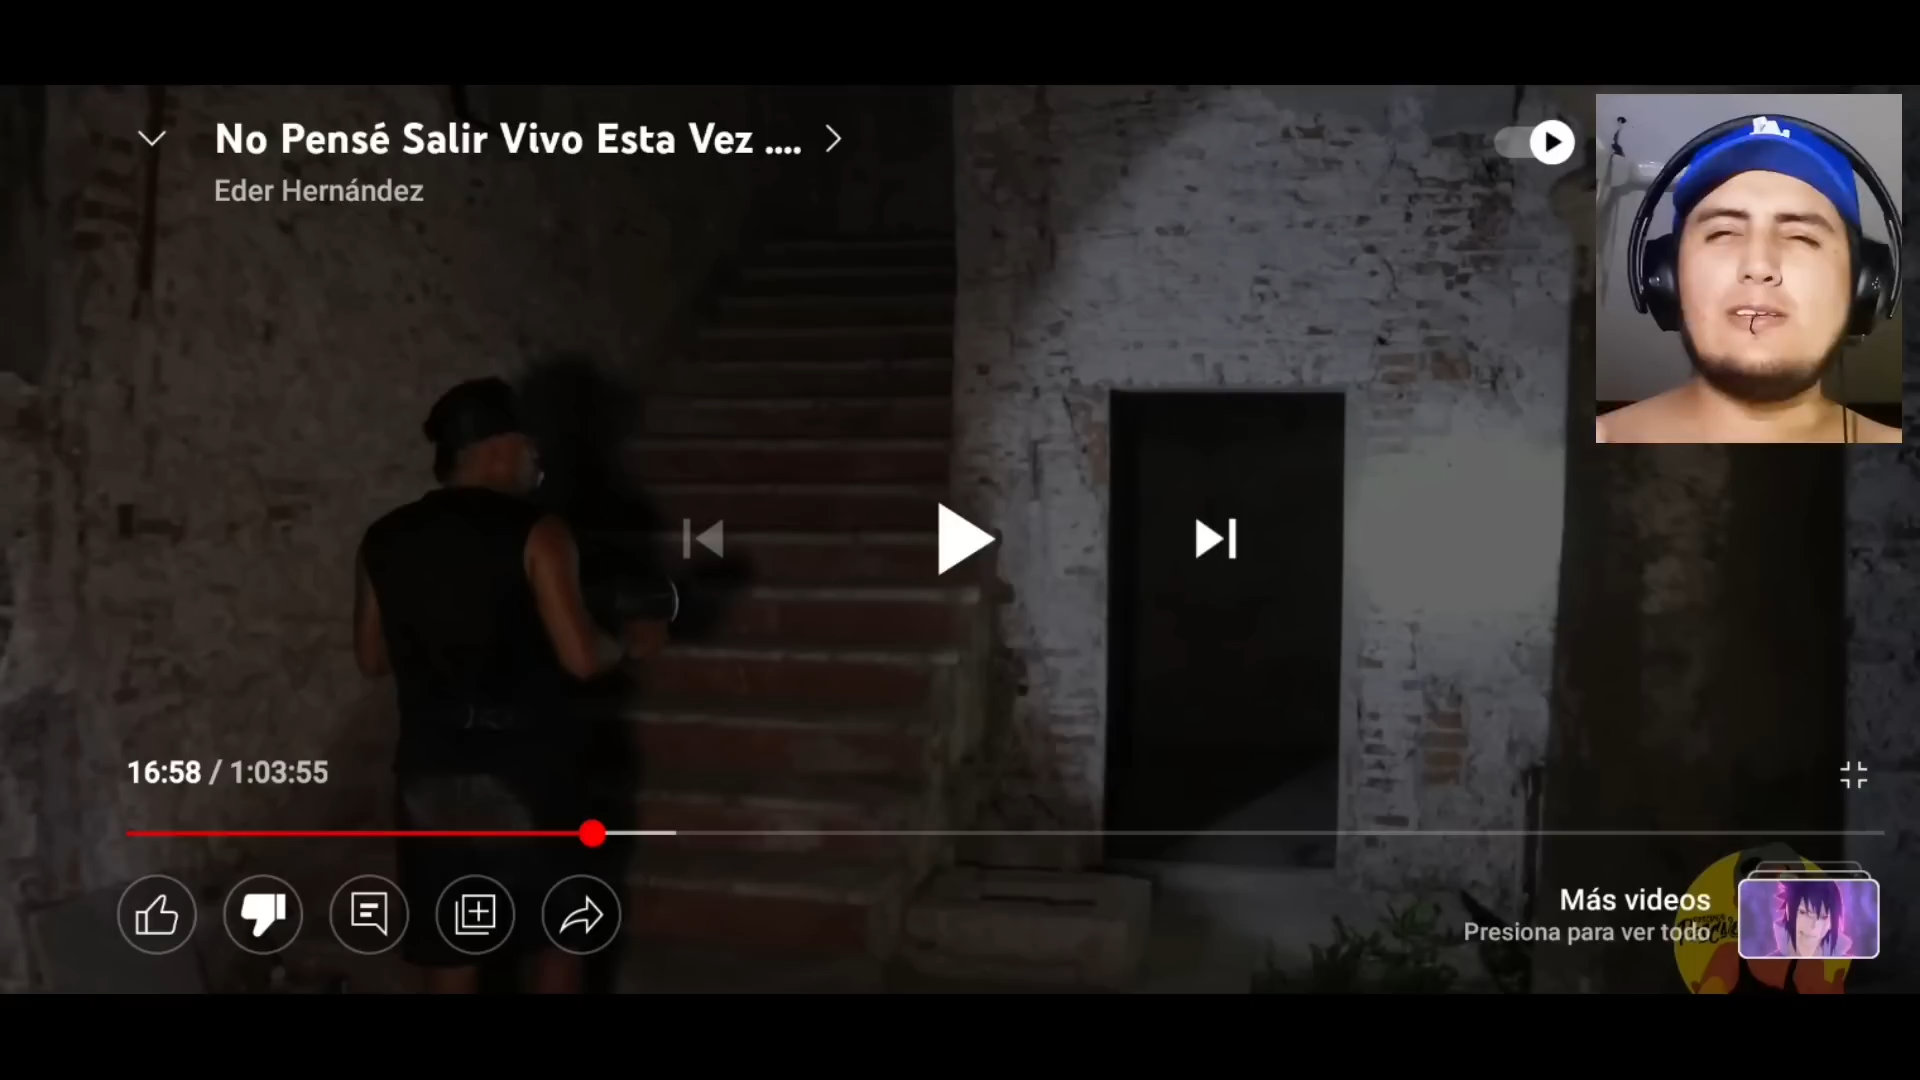 No Pensé Salir Vivo Esta Vez ....
Eder Hernández
16:58 / 1:03:55
Más videos
Presiona para ver todo